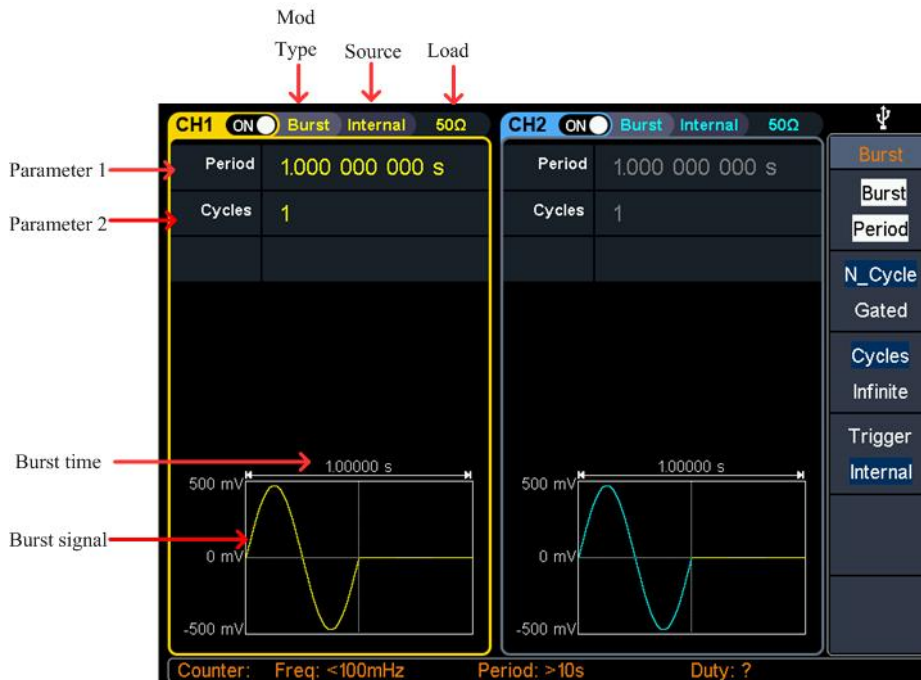 Mod
Type Source Load
CH1 ON Burst Internal 50Ω
CH2 ON Burst Internal 50Ω
Burst
Parameter 1
Period 1.000 000 000 s
Period 1.000 000 000 s
Burst
Period
Parameter 2
Cycles 1
Cycles 1
N_Cycle
Gated
Cycles
Infinite
Trigger
Internal
Burst time
1.00000 s
1.00000 s
500 mV
500 mV
Burst signal
0 mV
0 mV
-500 mV
-500 mV
Counter: Freq: <100mHz Period: >10s Duty: ?